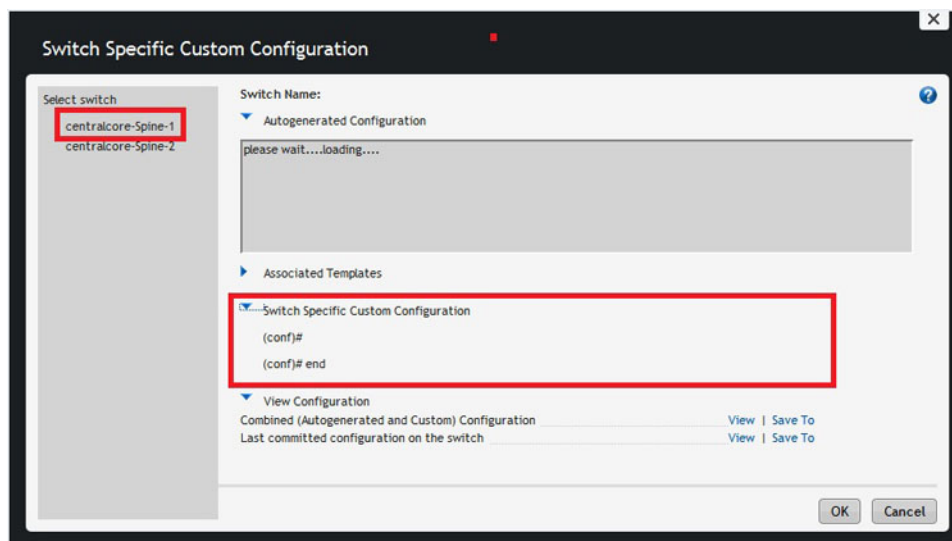 Switch Specific Custom Configuration
Select switch
centralcore-Spine-1
centralcore-Spine-2
Switch Name:
Autogenerated Configuration
please wait....loading....
Associated Templates
Switch Specific Custom Configuration
(conf)#
(conf)# end
View Configuration
Combined (Autogenerated and Custom) Configuration View | Save To
Last committed configuration on the switch View | Save To
OK Cancel